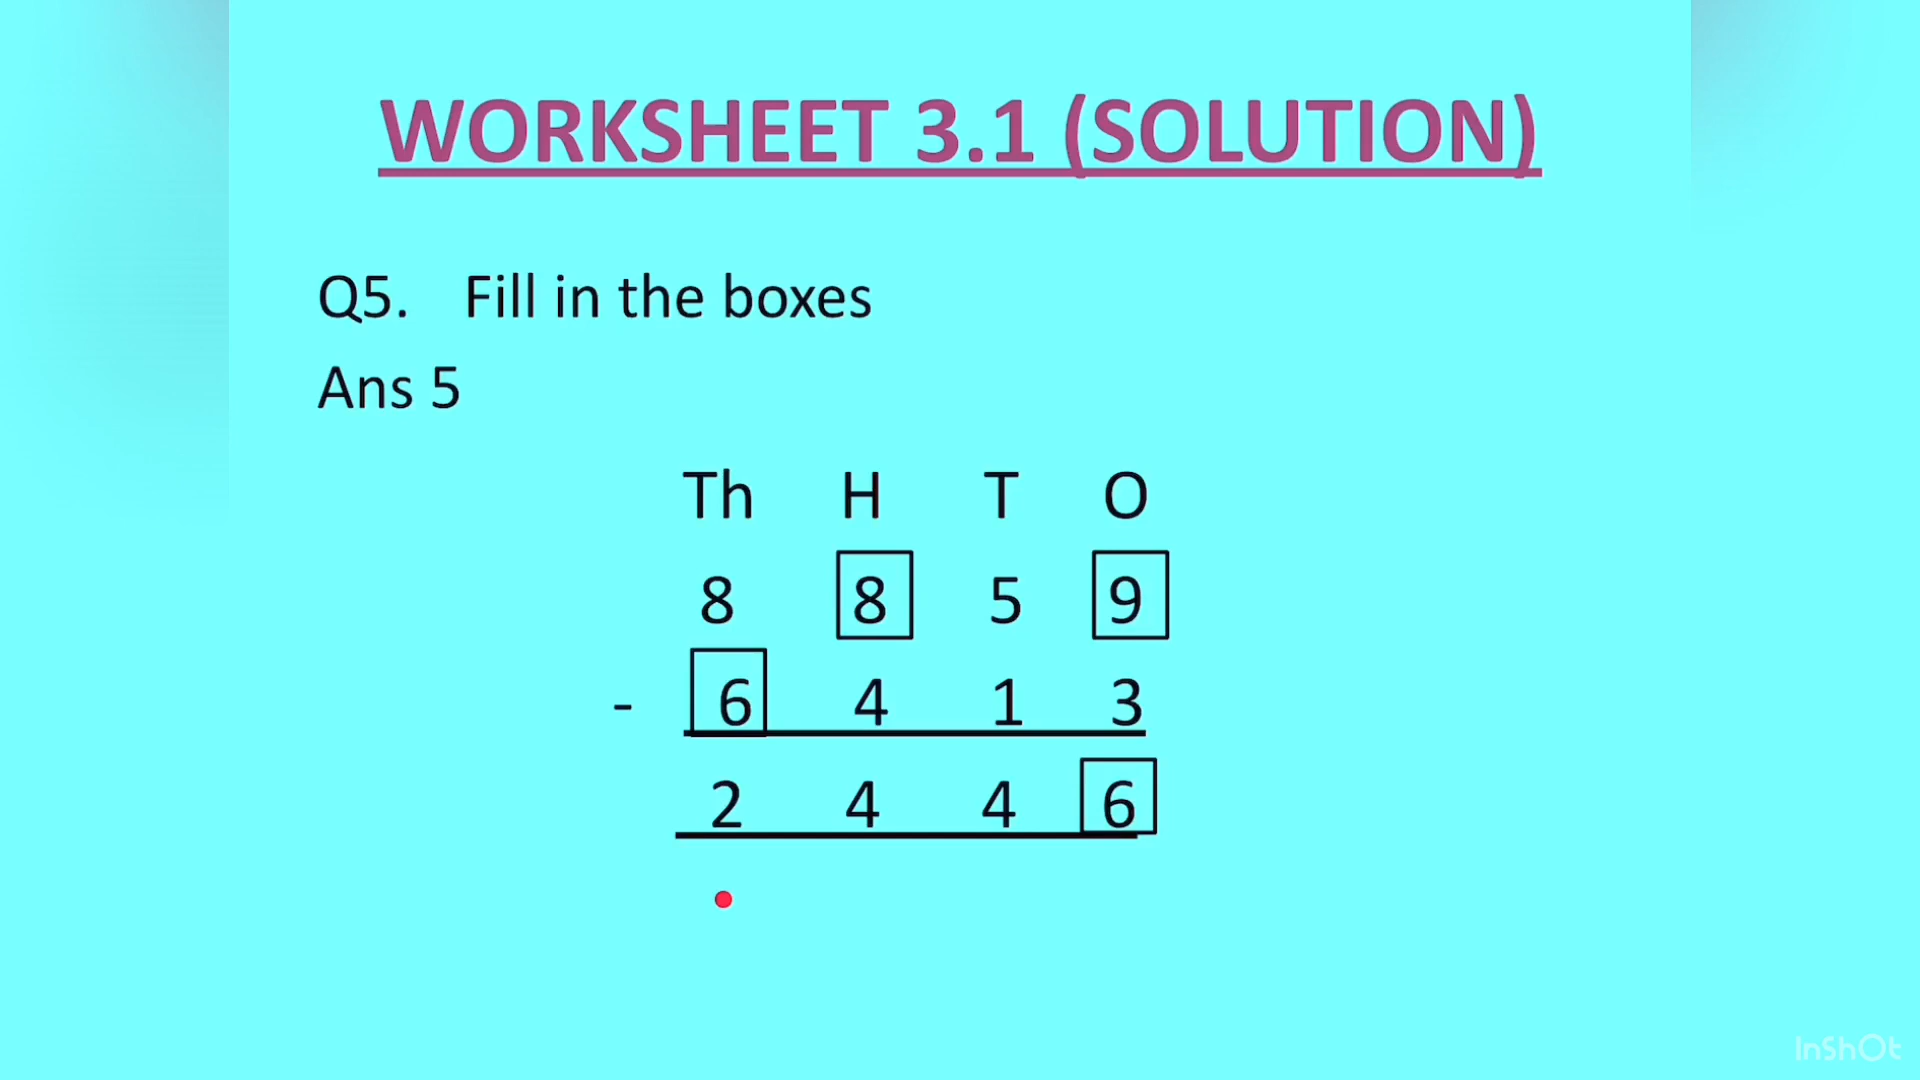 WORKSHEET 3.1 (SOLUTION)
Q5. Fill in the boxes
Ans 5
Th H T O
8 8 5 9
- 6 4 1 3
2 4 4 6
InShOt